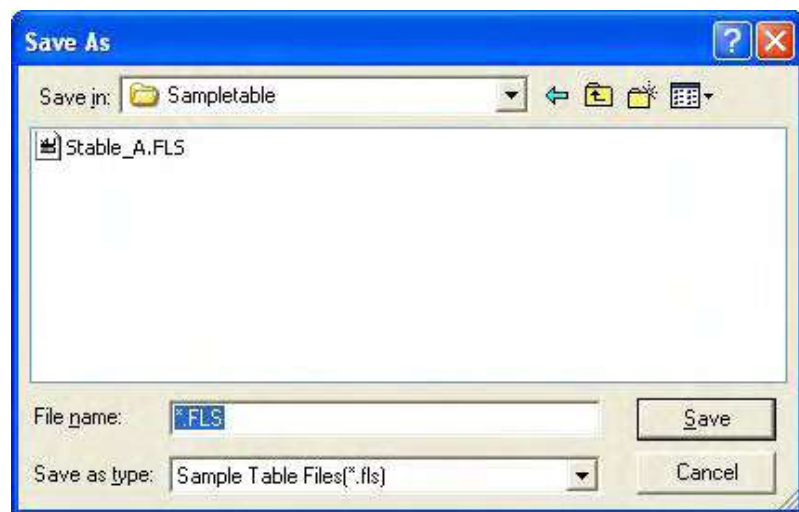 Save As
Save in: Sampletable
Stable_A.FLS
File name: *.FLS Save
Save as type: Sample Table Files(*.fls) Cancel